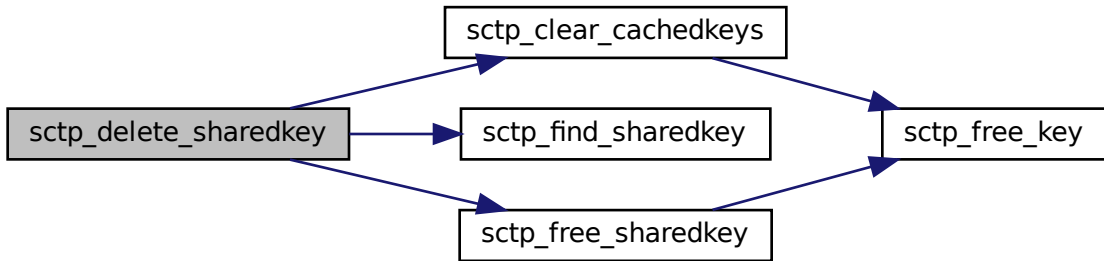 sctp_clear_cachedkeys
sctp_delete_sharedkey
sctp_find_sharedkey
sctp_free_key
sctp_free_sharedkey